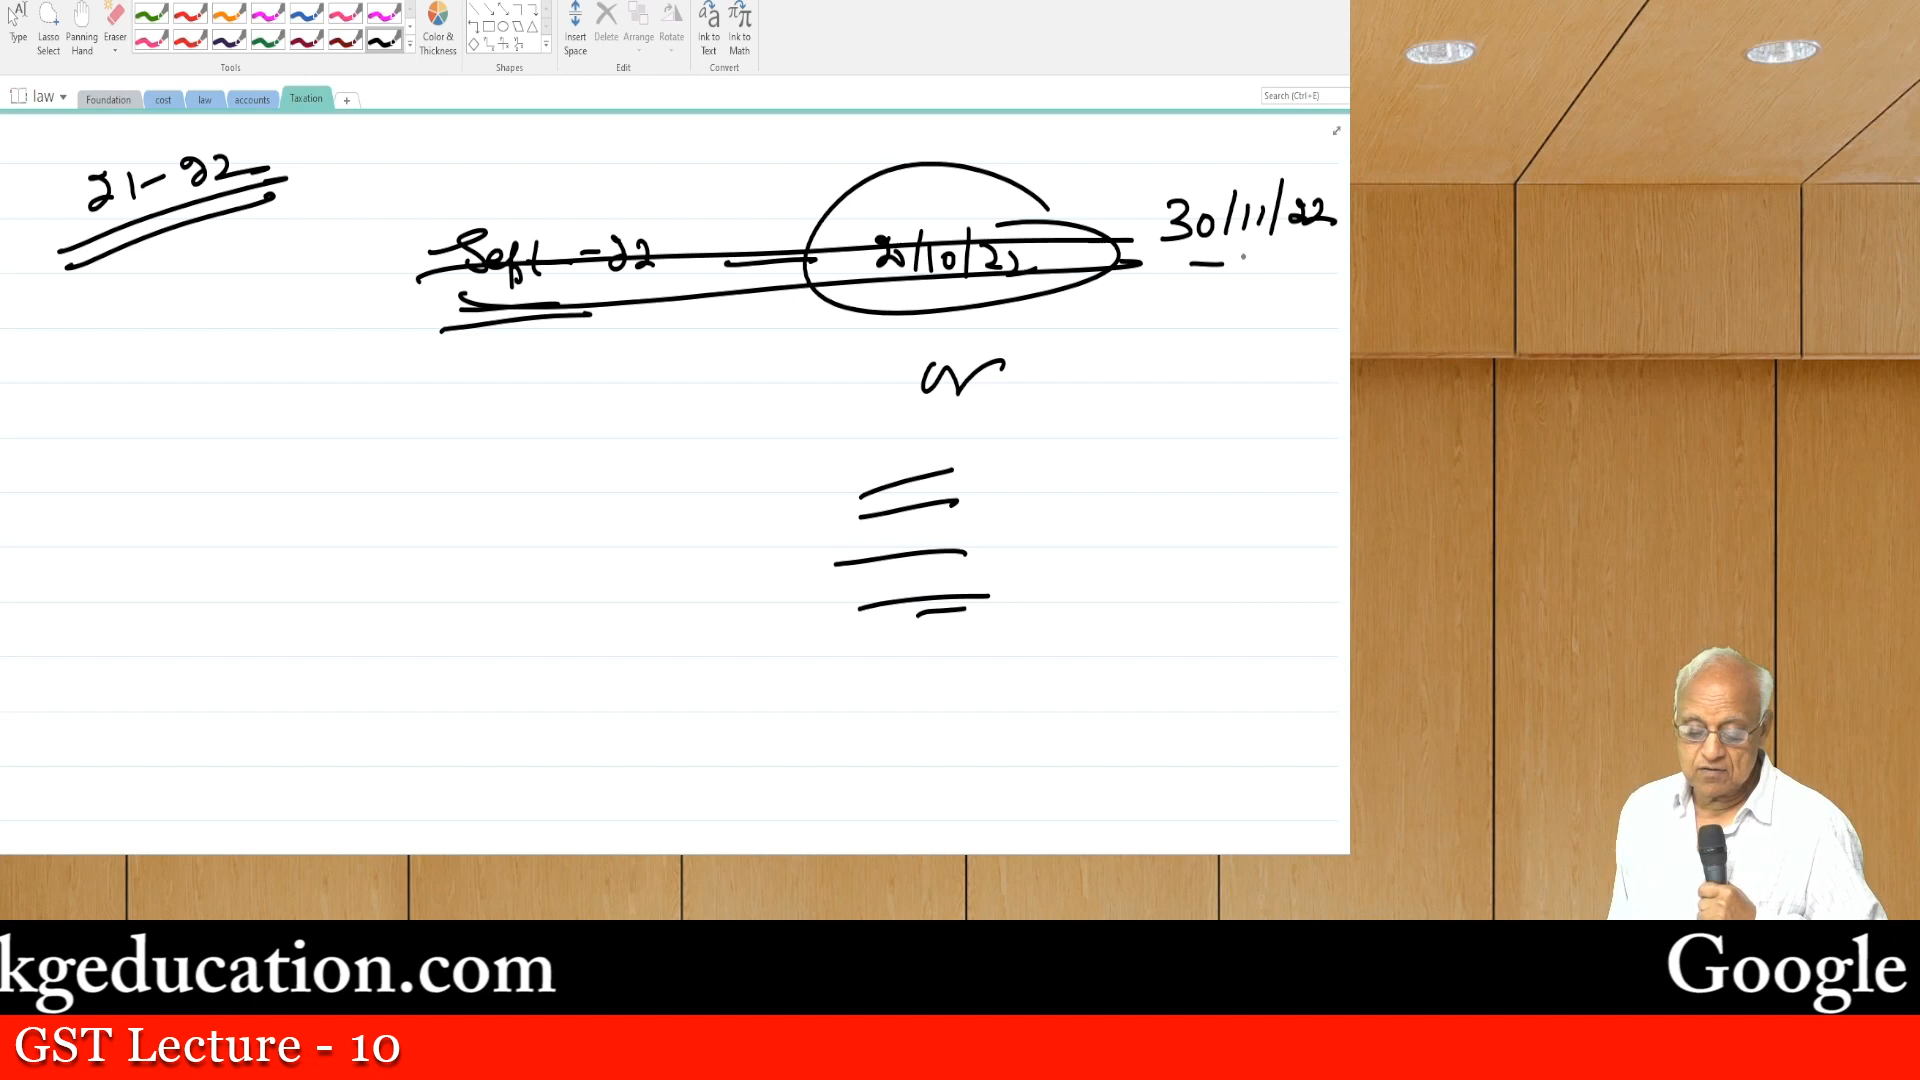 Type
Lasso Select
Panning Hand
Eraser
Color & Thickness
Insert Space
Delete
Arrange
Rotate
Ink to Text
Ink to Math
Tools
Shapes
Edit
Convert
law
Foundation
cost
law
accounts
Taxation
+
Search (Ctrl+E)
21-22
Sept -22
30/11/22
or
kgeducation.com
Google
GST Lecture - 10